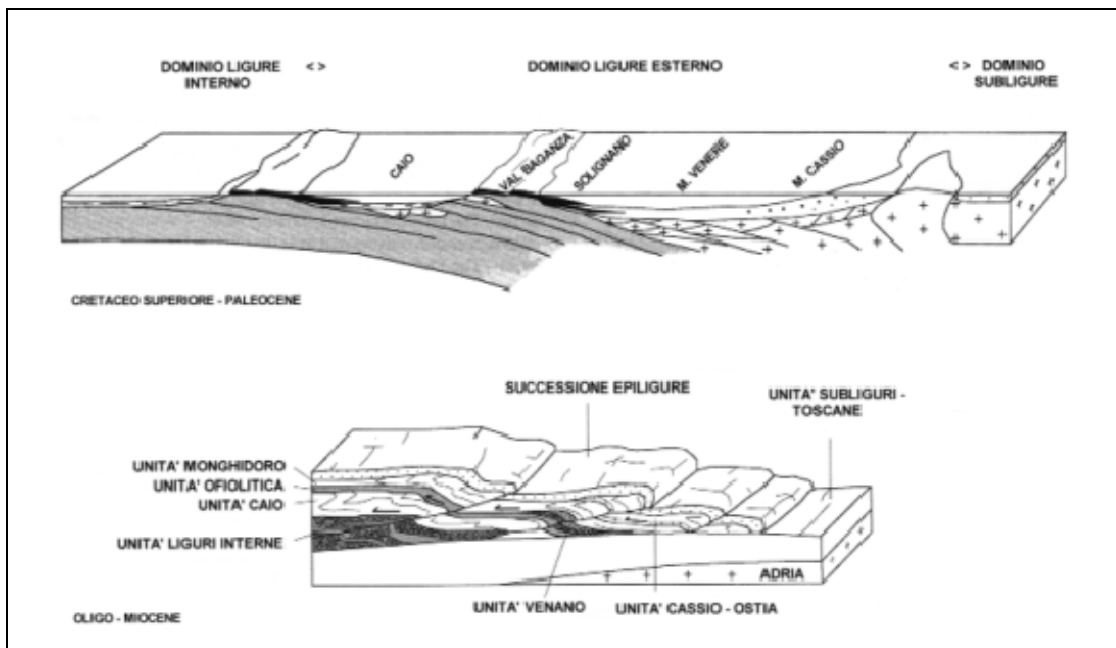 DOMINIO LIGURE <> DOMINIO LIGURE ESTERNO <> DOMINIO
INTERNO SUBLIGURE
CAIO
VAL BAGANZA
SOLIGNANO
M. VENERE
M. CASSIO
CRETACEO SUPERIORE - PALEOCENE
SUCCESSIONE EPILIGURE
UNITA' SUBLIGURI -
TOSCANE
UNITA' MONGHIDORO
UNITA' OFIOLITICA
UNITA' CAIO
UNITA' LIGURI INTERNE
ADRIA
UNITA' VENANO
UNITA' CASSIO - OSTIA
OLIGO - MIOCENE